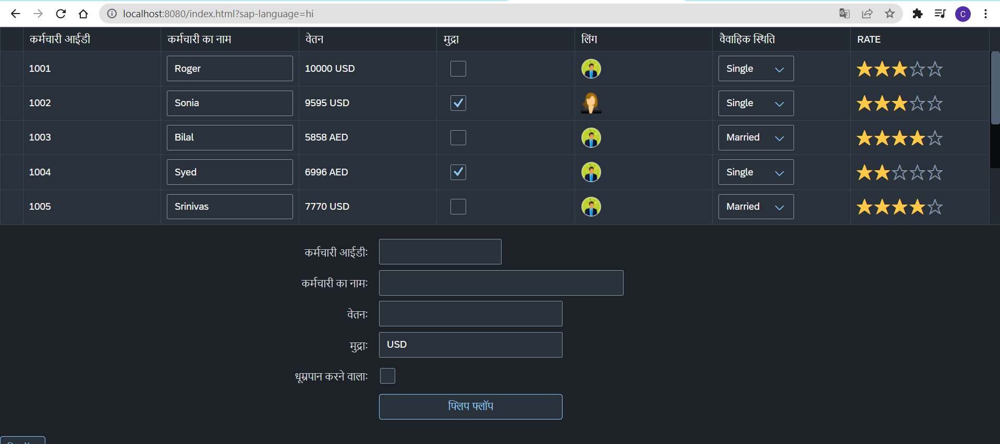 localhost:8080/index.html?sap-language=hi
C
कर्मचारी आईडी कर्मचारी का नाम वेतन मुद्रा लिंग वैवाहिक स्थिति RATE
1001 Roger 10000 USD Single
1002 Sonia 9595 USD Single
1003 Bilal 5858 AED Married
1004 Syed 6996 AED Single
1005 Srinivas 7770 USD Married
कर्मचारी आईडी:
कर्मचारी का नाम:
वेतन:
मुद्रा: USD
धूम्रपान करने वाला:
फ्लिप फ्लॉप